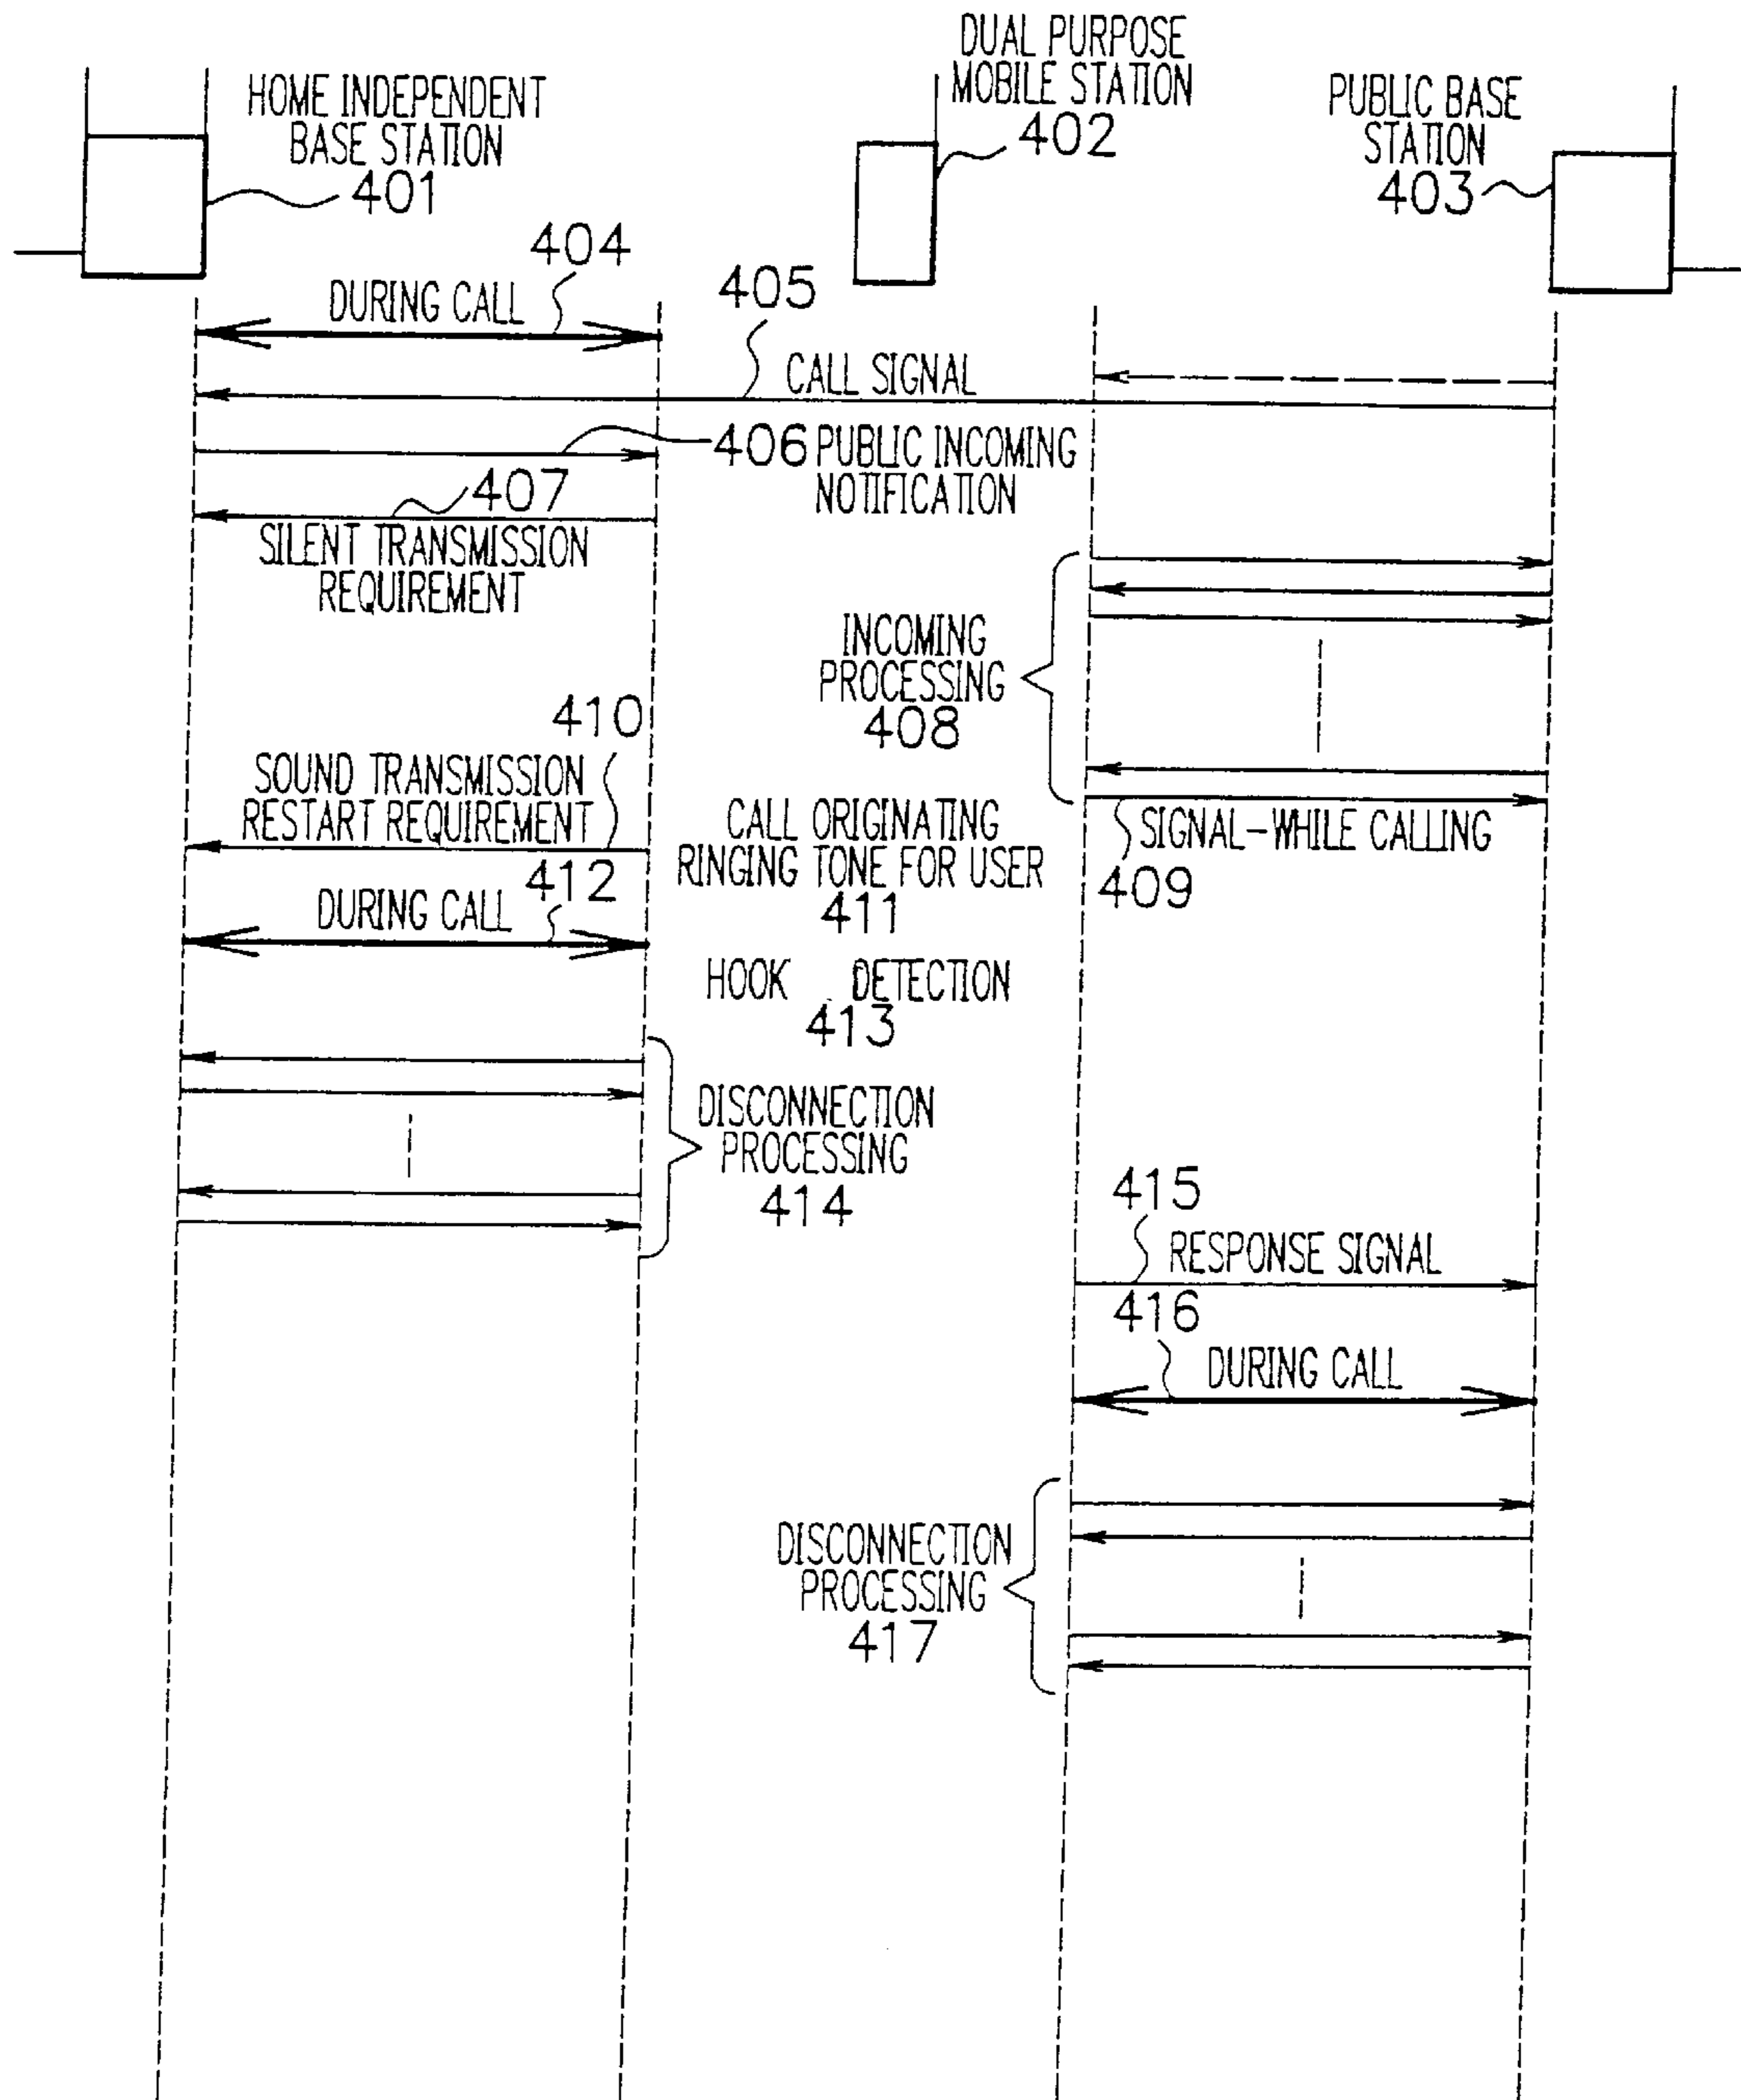 HOME INDEPENDENT
BASE STATION
401
DUAL PURPOSE
MOBILE STATION
402
PUBLIC BASE
STATION
403
404
DURING CALL
405
CALL SIGNAL
406 PUBLIC INCOMING
NOTIFICATION
407
SILENT TRANSMISSION
REQUIREMENT
INCOMING
PROCESSING
408
410
SOUND TRANSMISSION
RESTART REQUIREMENT
CALL ORIGINATING
RINGING TONE FOR USER
411
SIGNAL-WHILE CALLING
409
412
DURING CALL
HOOK DETECTION
413
DISCONNECTION
PROCESSING
414
415
RESPONSE SIGNAL
416
DURING CALL
DISCONNECTION
PROCESSING
417